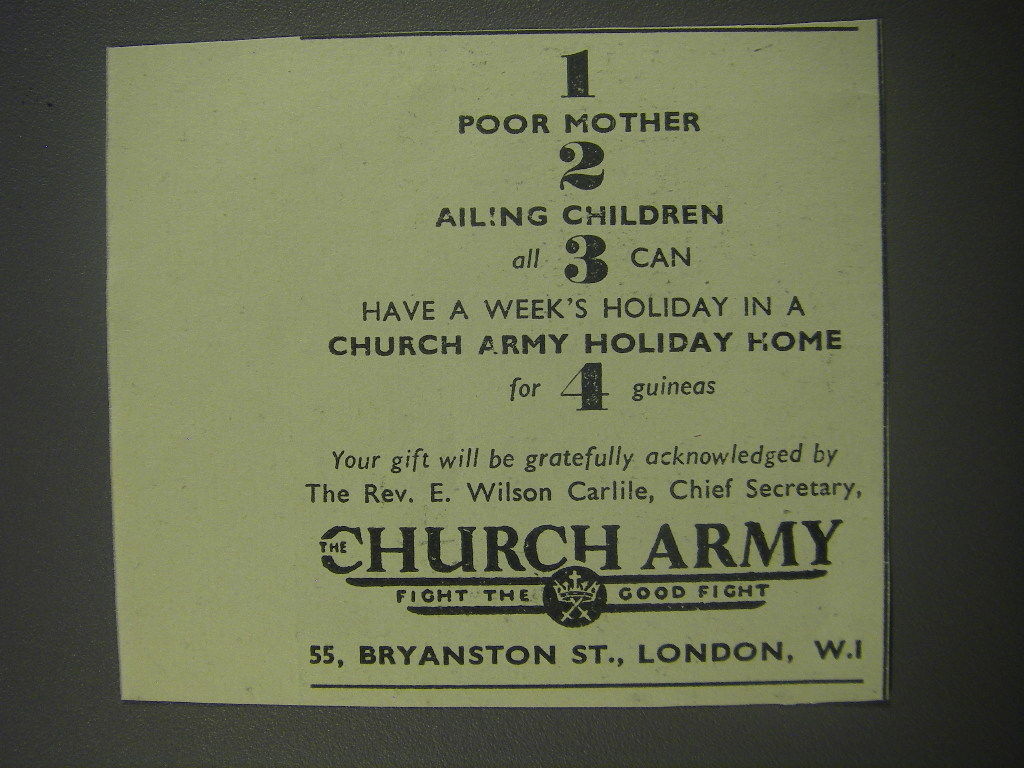 1
POOR MOTHER
2
AILING CHILDREN
all 3 CAN
HAVE A WEEK'S HOLIDAY IN A
CHURCH ARMY HOLIDAY HOME
for 4 guineas
Your gift will be gratefully acknowledged by
The Rev. E. Wilson Carlile, Chief Secretary,
THE CHURCH ARMY
FIGHT THE GOOD FIGHT
55, BRYANSTON ST., LONDON, W.I